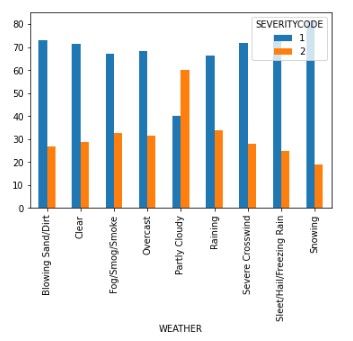 SEVERITYCODE
1
2
80
70
60
50
40
30
20
10
0
Blowing Sand/Dirt
Clear
Fog/Smog/Smoke
Overcast
Partly Cloudy
Raining
Severe Crosswind
Sleet/Hail/Freezing Rain
Snowing
WEATHER